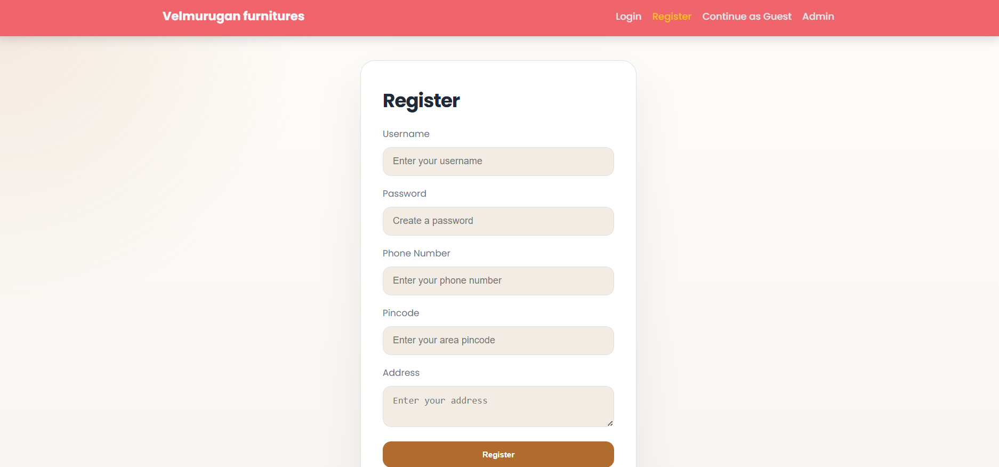 Velmurugan furnitures
Login Register Continue as Guest Admin
Register
Username
Enter your username
Password
Create a password
Phone Number
Enter your phone number
Pincode
Enter your area pincode
Address
Enter your address
Register